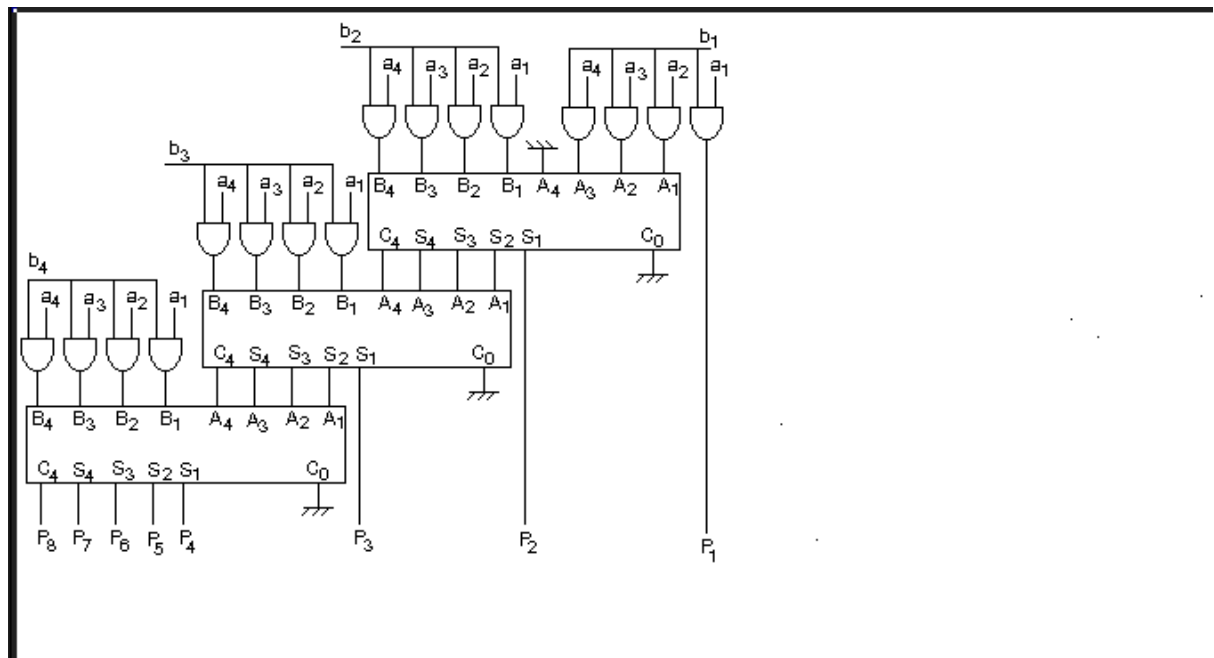 b2 b1
a4 a3 a2 a1 a4 a3 a2 a1
b3
B4 B3 B2 B1 A4 A3 A2 A1
a4 a3 a2 a1
C4 S4 S3 S2 S1 C0
b4
B4 B3 B2 B1 A4 A3 A2 A1
a4 a3 a2 a1
C4 S4 S3 S2 S1 C0
B4 B3 B2 B1 A4 A3 A2 A1
C4 S4 S3 S2 S1 C0
P8 P7 P6 P5 P4 P3 P2 P1